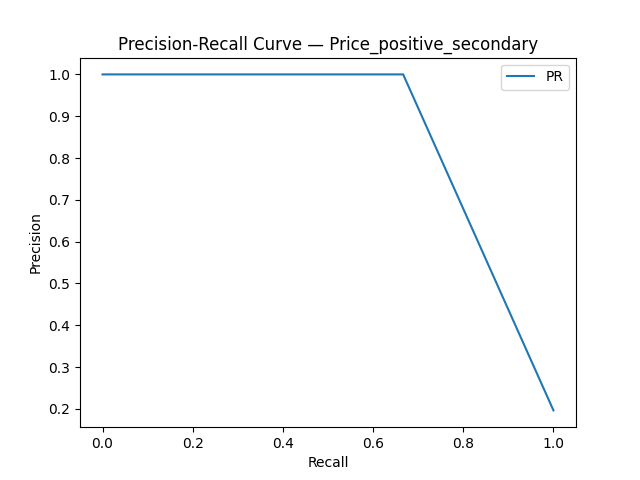 Precision-Recall Curve — Price_positive_secondary
PR
1.0
0.9
0.8
0.7
0.6
0.5
0.4
0.3
0.2
Precision
0.0 0.2 0.4 0.6 0.8 1.0
Recall